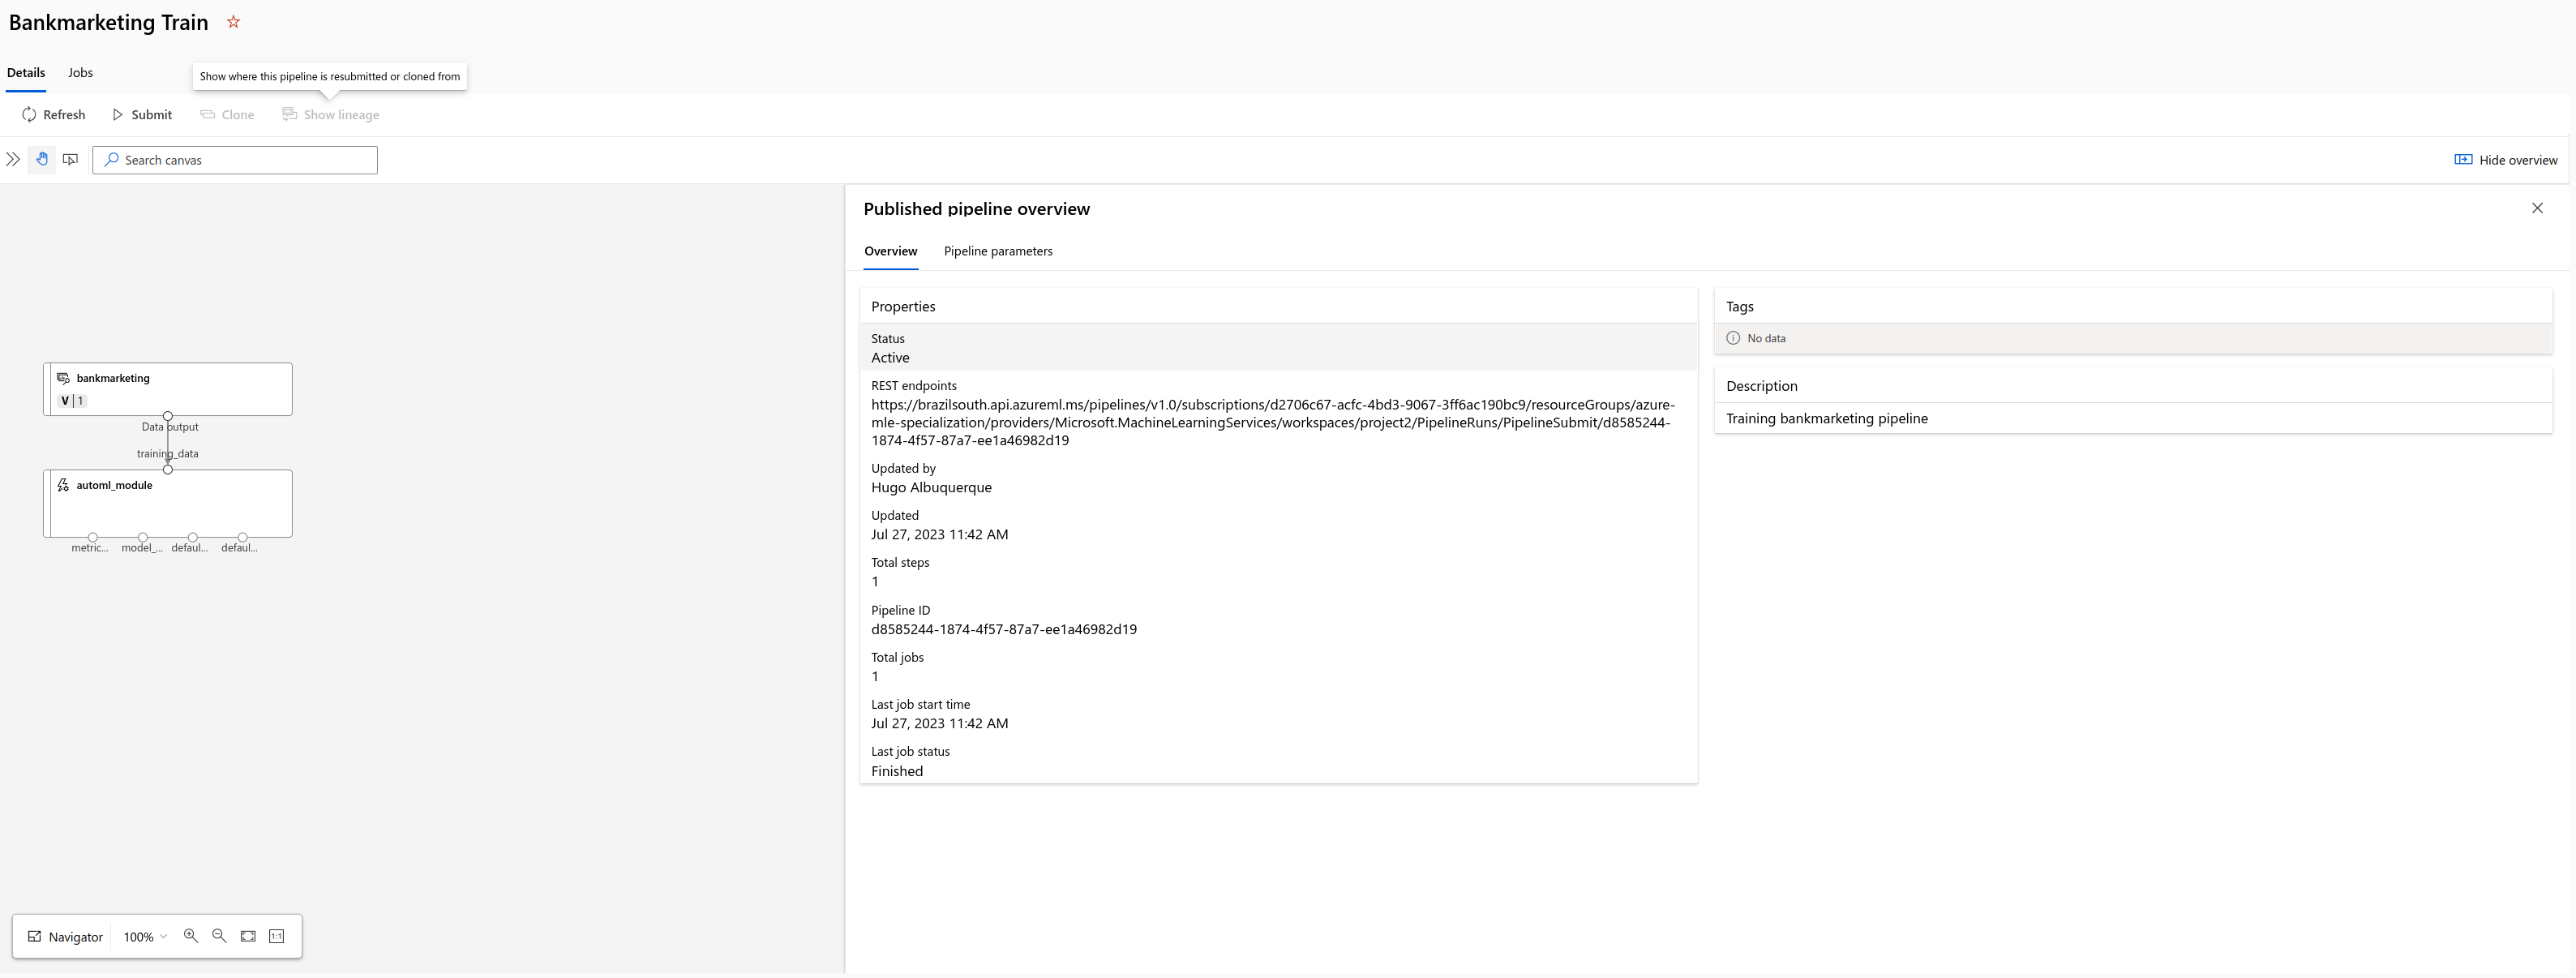 Bankmarketing Train
Details
Jobs
Show where this pipeline is resubmitted or cloned from
Refresh
Submit
Clone
Show lineage
Search canvas
Hide overview
bankmarketing
V | 1
Data output
training_data
automl_module
metric...
model_...
defaul...
defaul...
Navigator
100%
1:1
Published pipeline overview
Overview
Pipeline parameters
Properties
Status
Active
REST endpoints
https://brazilsouth.api.azureml.ms/pipelines/v1.0/subscriptions/d2706c67-acfc-4bd3-9067-3ff6ac190bc9/resourceGroups/azure-
mle-specialization/providers/Microsoft.MachineLearningServices/workspaces/project2/PipelineRuns/PipelineSubmit/d8585244-
1874-4f57-87a7-ee1a46982d19
Updated by
Hugo Albuquerque
Updated
Jul 27, 2023 11:42 AM
Total steps
1
Pipeline ID
d8585244-1874-4f57-87a7-ee1a46982d19
Total jobs
1
Last job start time
Jul 27, 2023 11:42 AM
Last job status
Finished
Tags
No data
Description
Training bankmarketing pipeline